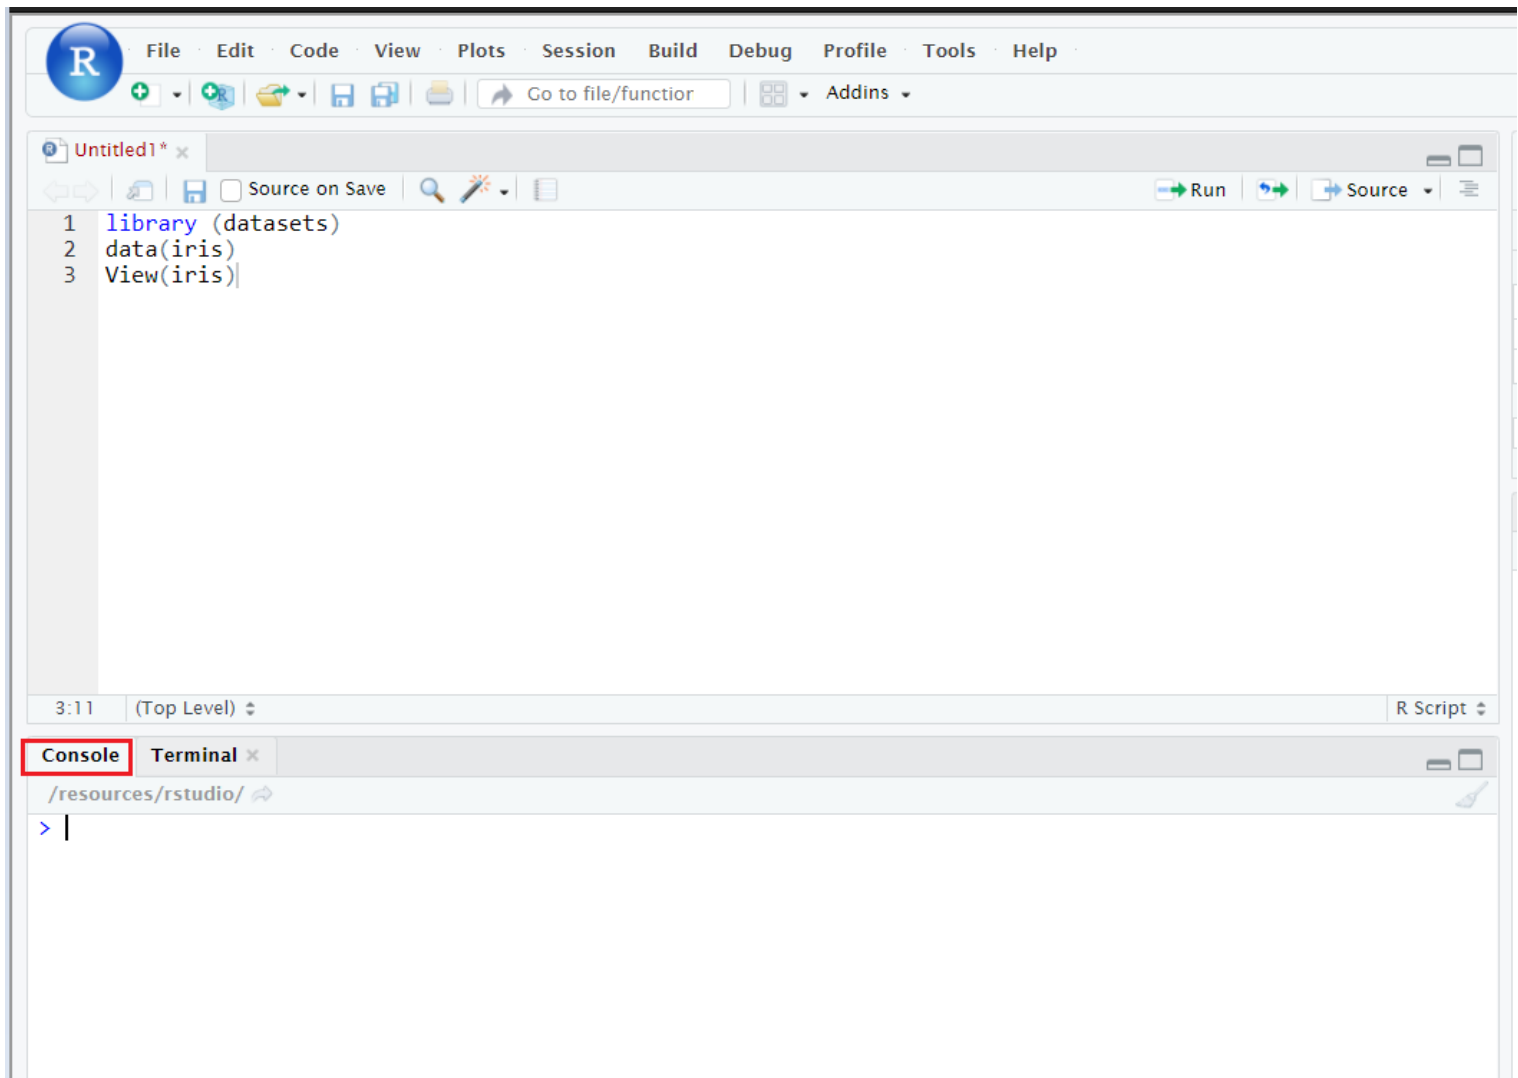 R File Edit Code View Plots Session Build Debug Profile Tools Help
R Go to file/functior Addins
R Untitled1*
Source on Save Run Source
1 library (datasets)
2 data(iris)
3 View(iris)
3:11 (Top Level) R Script
Console Terminal
/resources/rstudio/
>